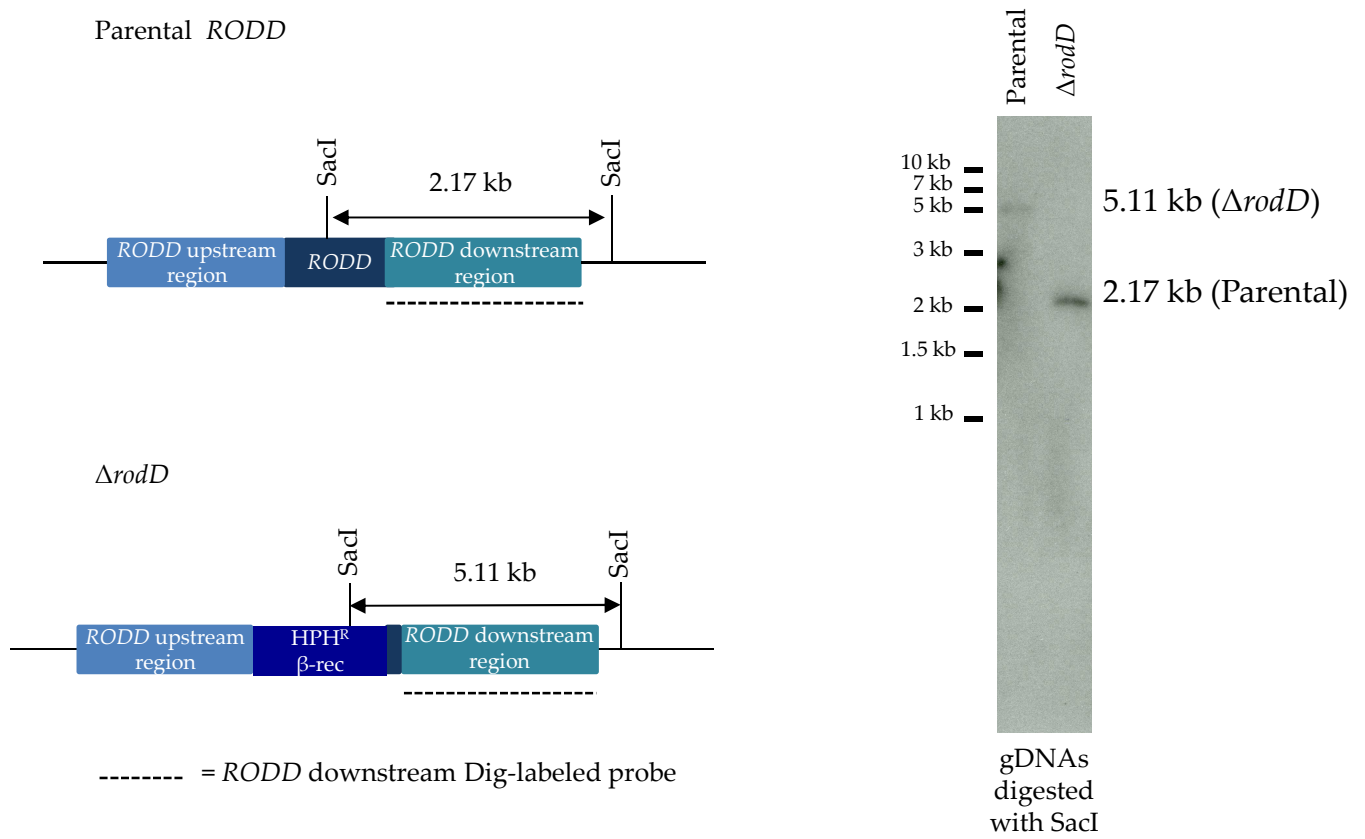 Parental RODD
SacI
2.17 kb
SacI
RODD upstream
region
RODD
RODD downstream
region
ΔrodD
SacI
5.11 kb
SacI
RODD upstream
region
HPHᴿ
β-rec
RODD downstream
region
= RODD downstream Dig-labeled probe
Parental
ΔrodD
10 kb
7 kb
5 kb
3 kb
2 kb
1.5 kb
1 kb
5.11 kb (ΔrodD)
2.17 kb (Parental)
gDNAs
digested
with SacI